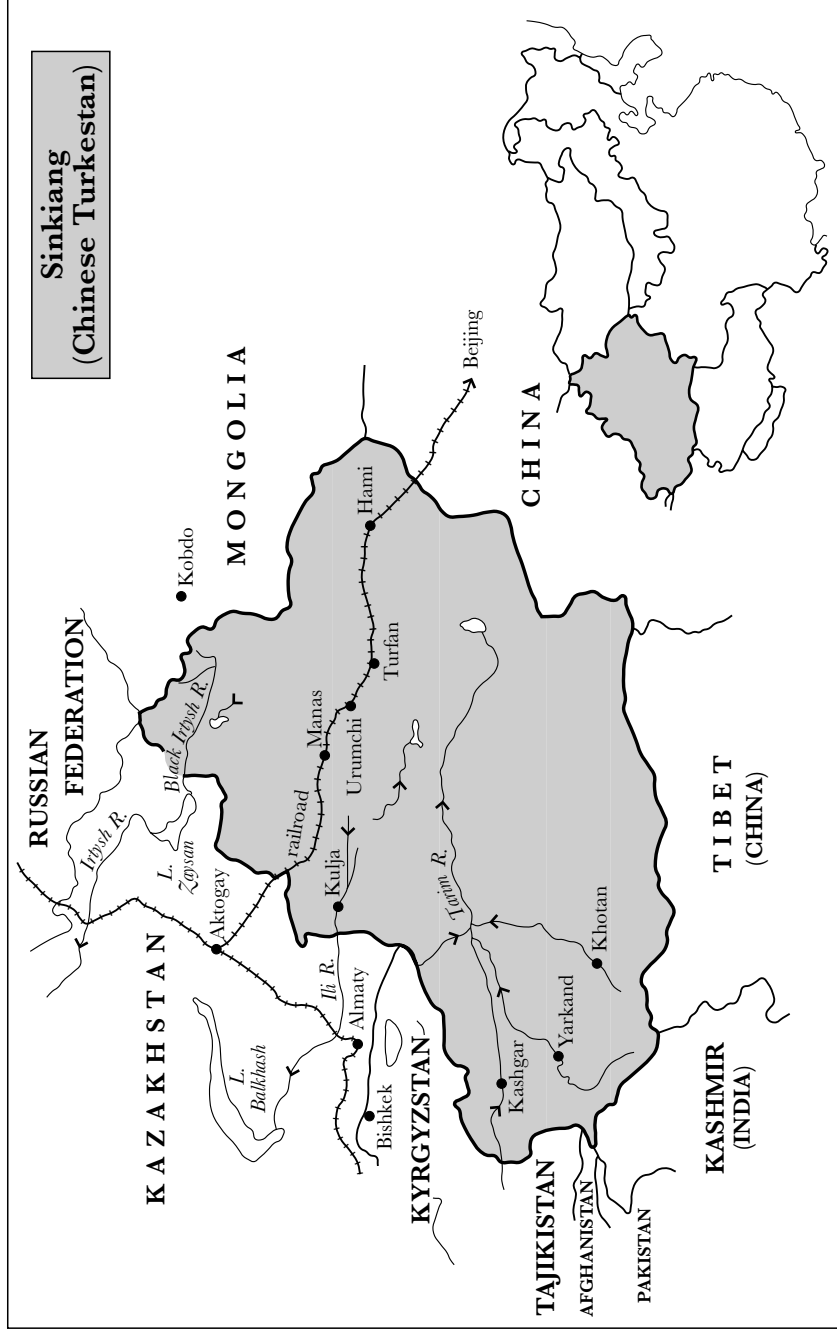 Sinkiang
(Chinese Turkestan)
RUSSIAN
FEDERATION
Irtysh R.
Black Irtysh R.
L.
Zaysan
Kobdo
MONGOLIA
KAZAKHSTAN
Aktogay
railroad
Manas
Urumchi
Turfan
Hami
Beijing
L.
Balkhash
Ili R.
Kulja
Almaty
Bishkek
KYRGYZSTAN
Tarim R.
Kashgar
Yarkand
Khotan
CHINA
TAJIKISTAN
AFGHANISTAN
PAKISTAN
KASHMIR
(INDIA)
TIBET
(CHINA)